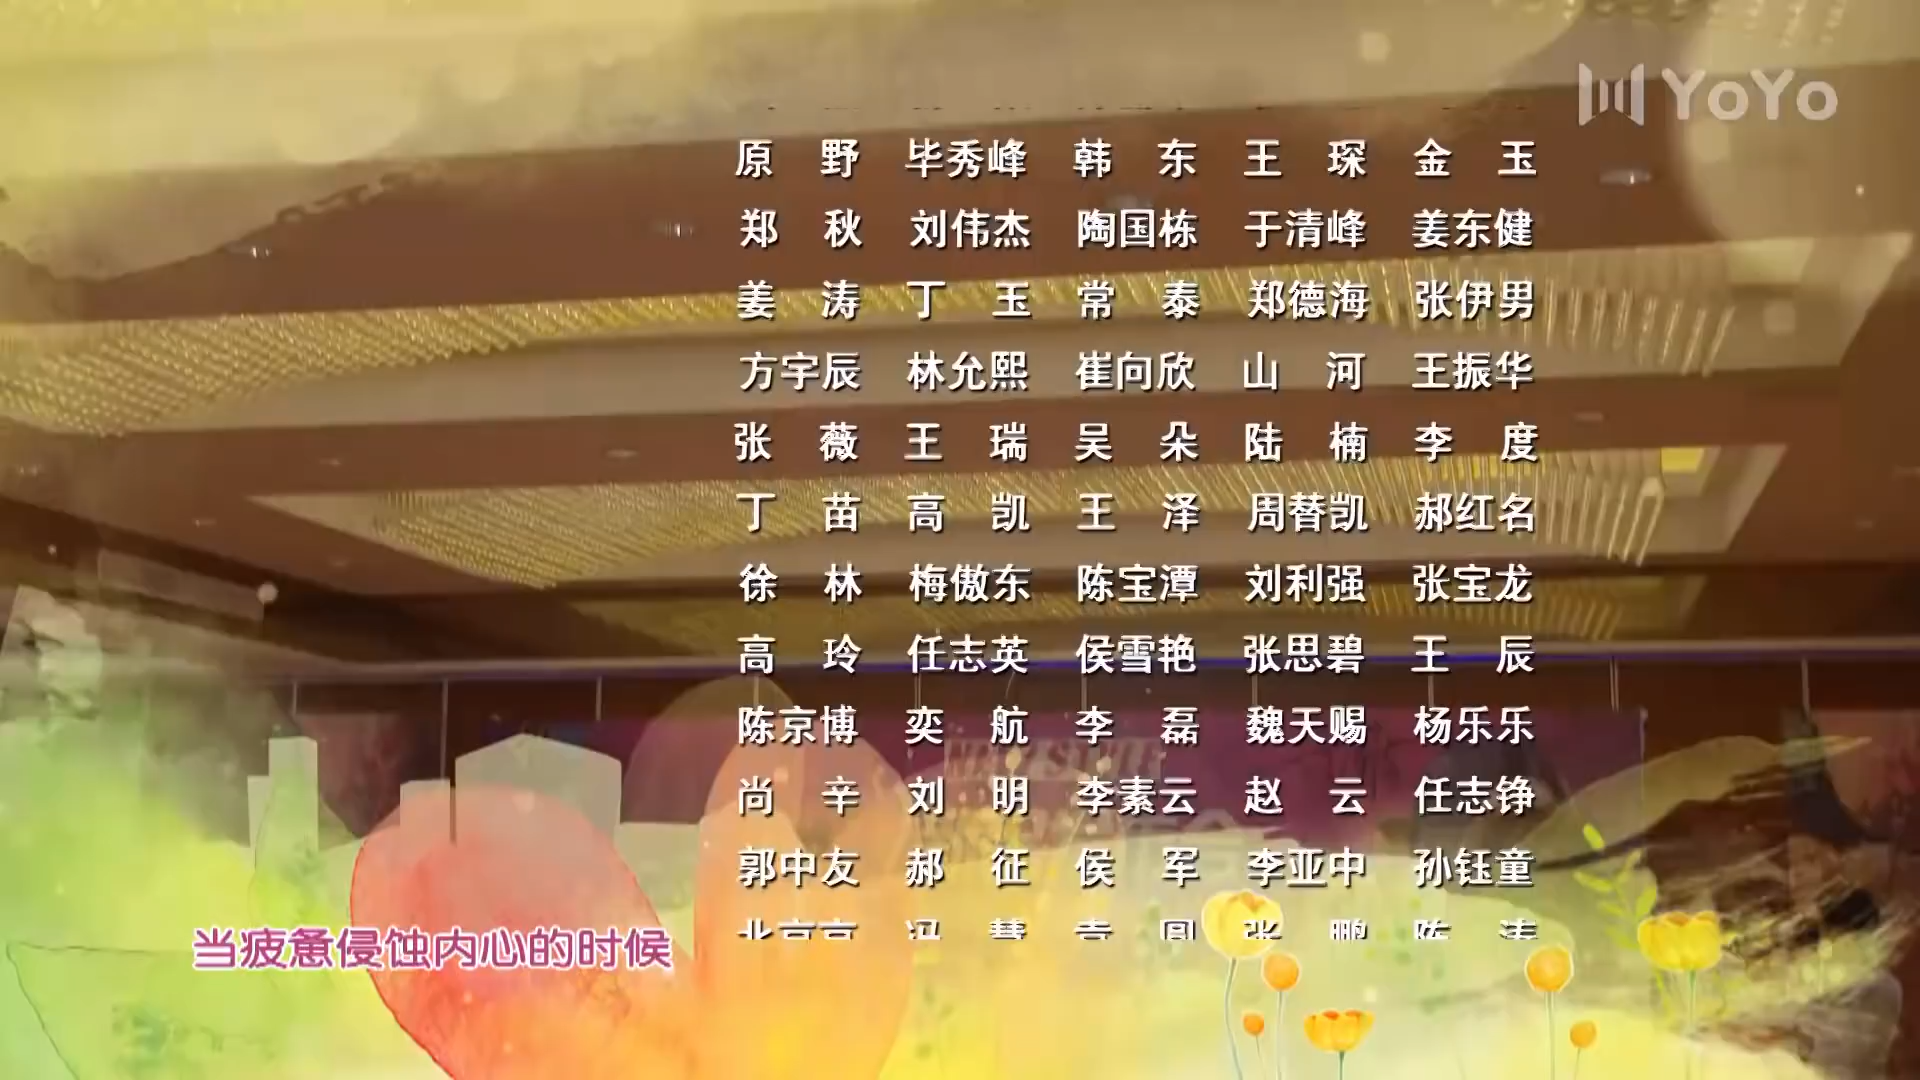 YoYo
原 野 毕秀峰 韩 东 王 琛 金 玉
郑 秋 刘伟杰 陶国栋 于清峰 姜东健
姜 涛 丁 玉 常 泰 郑德海 张伊男
方宇辰 林允熙 崔向欣 山 河 王振华
张 薇 王 瑞 吴 朵 陆 楠 李 度
丁 苗 高 凯 王 泽 周替凯 郝红名
徐 林 梅傲东 陈宝潭 刘利强 张宝龙
高 玲 任志英 侯雪艳 张思碧 王 辰
陈京博 奕 航 李 磊 魏天赐 杨乐乐
尚 辛 刘 明 李素云 赵 云 任志铮
郭中友 郝 征 侯 军 李亚中 孙钰童
当疲惫侵蚀内心的时候